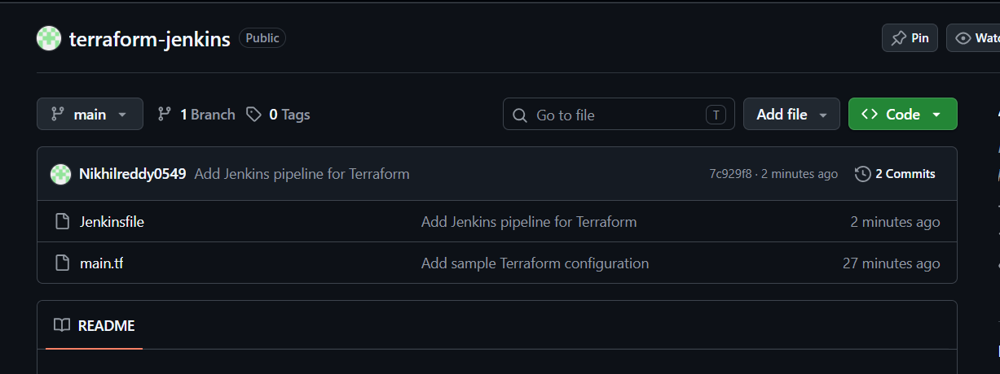 terraform-jenkins Public Pin Watc
main 1 Branch 0 Tags Go to file T Add file Code
Nikhilreddy0549 Add Jenkins pipeline for Terraform 7c929f8 · 2 minutes ago 2 Commits
Jenkinsfile Add Jenkins pipeline for Terraform 2 minutes ago
main.tf Add sample Terraform configuration 27 minutes ago
README